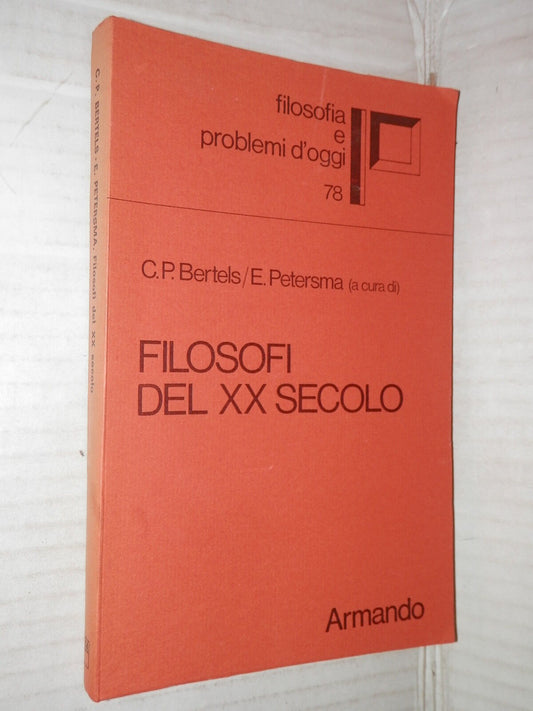 filosofia
e
problemi d'oggi
78
C.P. Bertels/E. Petersma (a cura di)
FILOSOFI
DEL XX SECOLO
Armando
C. P. BERTELS - E. PETERSMA, Filosofi del XX secolo